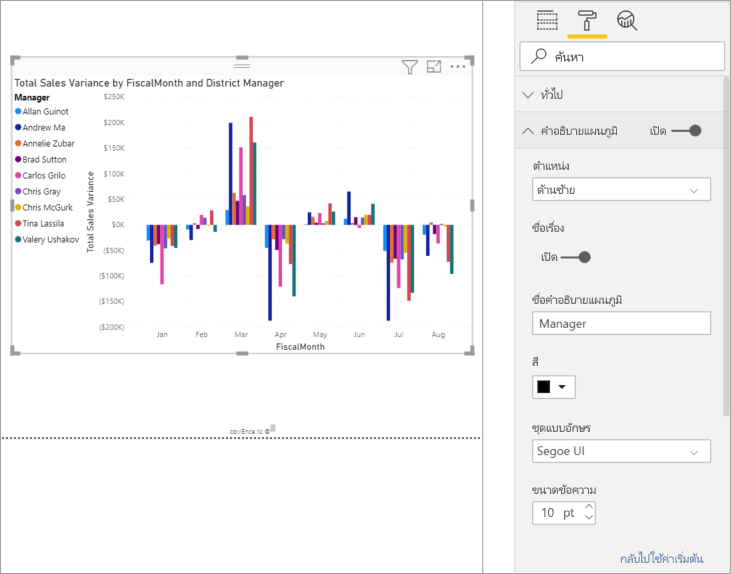 Total Sales Variance by FiscalMonth and District Manager
Manager
Allan Guinot
Andrew Ma
Annelie Zubar
Brad Sutton
Carlos Grilo
Chris Gray
Chris McGurk
Tina Lassila
Valery Ushakov
Total Sales Variance
$250K
$200K
$150K
$100K
$50K
$0K
($50K)
($100K)
($150K)
($200K)
Jan Feb Mar Apr May Jun Jul Aug
FiscalMonth
obviEnce llc ©
ค้นหา
ทั่วไป
คำอธิบายแผนภูมิ เปิด
ตำแหน่ง
ด้านซ้าย
ชื่อเรื่อง
เปิด
ชื่อคำอธิบายแผนภูมิ
Manager
สี
ชุดแบบอักษร
Segoe UI
ขนาดข้อความ
10 pt
กลับไปใช้ค่าเริ่มต้น